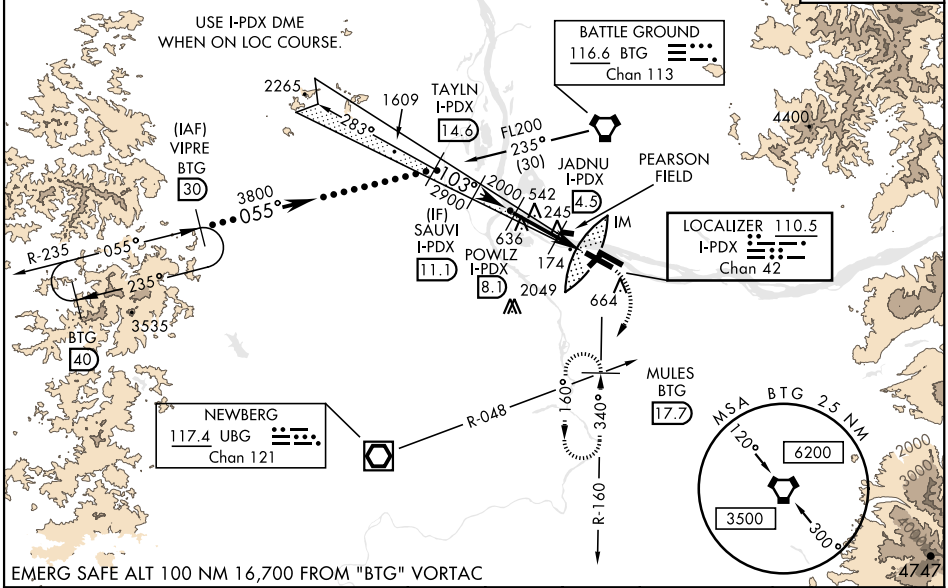 USE I-PDX DME
WHEN ON LOC COURSE.
BATTLE GROUND
116.6 BTG
Chan 113
2265
1609
283°
TAYLN
I-PDX
14.6
FL200
235°
(30)
4400
(IAF)
VIPRE
BTG
30
3800
055°
103°
2000
2900
JADNU
I-PDX
4.5
PEARSON
FIELD
542
245
636
IM
R-235
055°
235°
(IF)
SAUVI
I-PDX
11.1
POWLZ
I-PDX
8.1
174
2049
664
LOCALIZER 110.5
I-PDX
Chan 42
3535
BTG
40
MULES
BTG
17.7
NEWBERG
117.4 UBG
Chan 121
R-048
160°
340°
R-160
MSA BTG 25 NM
120°
6200
3500
300°
2000
3000
4000
4747
EMERG SAFE ALT 100 NM 16,700 FROM "BTG" VORTAC